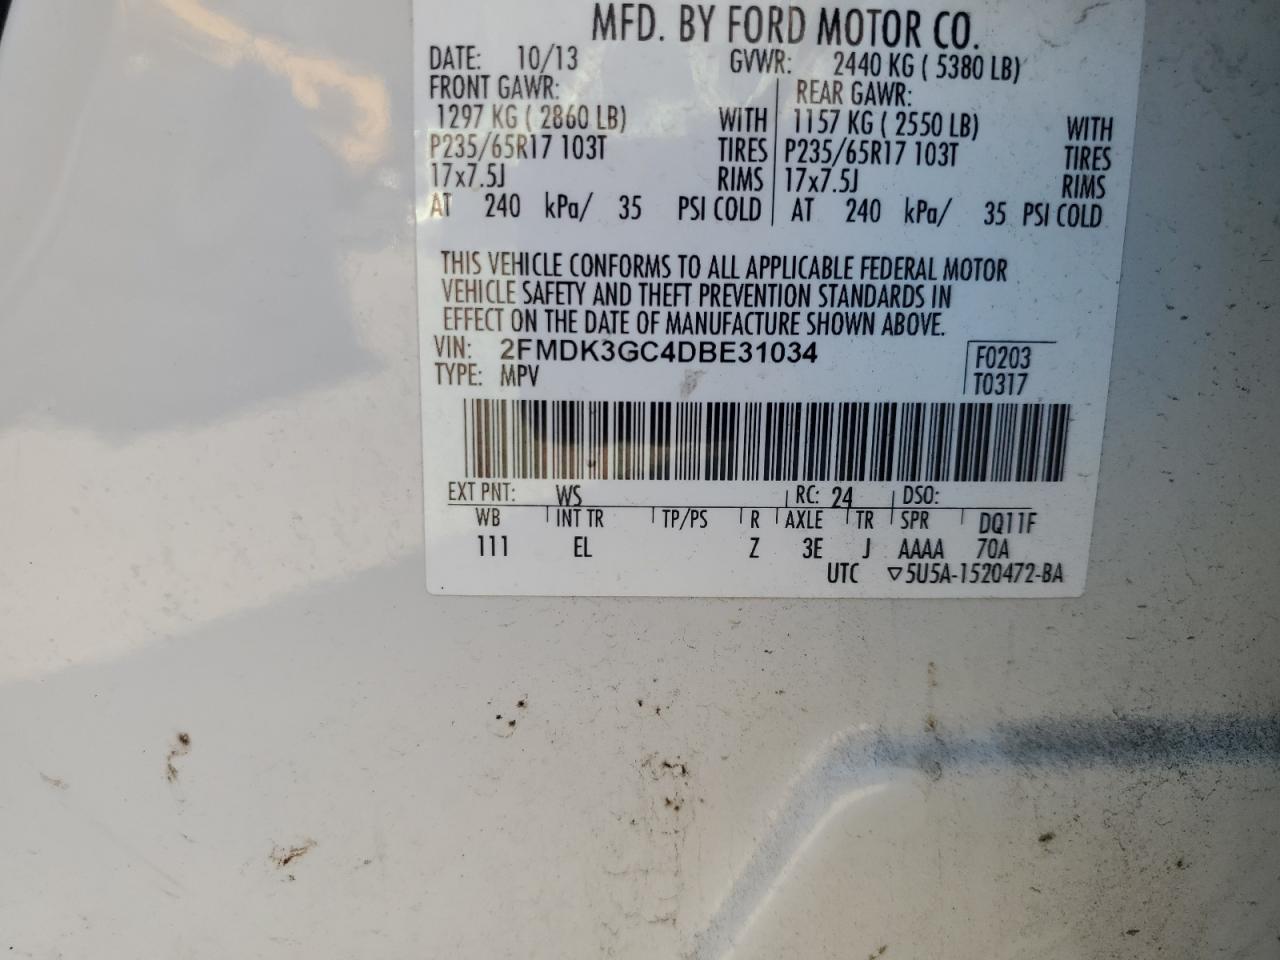 MFD. BY FORD MOTOR CO.
DATE: 10/13 GVWR: 2440 KG ( 5380 LB)
FRONT GAWR: REAR GAWR:
1297 KG ( 2860 LB) WITH 1157 KG ( 2550 LB) WITH
P235/65R17 103T TIRES P235/65R17 103T TIRES
17x7.5J RIMS 17x7.5J RIMS
AT 240 kPa/ 35 PSI COLD AT 240 kPa/ 35 PSI COLD
THIS VEHICLE CONFORMS TO ALL APPLICABLE FEDERAL MOTOR
VEHICLE SAFETY AND THEFT PREVENTION STANDARDS IN
EFFECT ON THE DATE OF MANUFACTURE SHOWN ABOVE.
VIN: 2FMDK3GC4DBE31034 F0203
TYPE: MPV T0317
EXT PNT: WS RC: 24 DSO:
WB INT TR TP/PS R AXLE TR SPR DQ11F
111 EL Z 3E J AAAA 70A
UTC ▽5U5A-1520472-BA